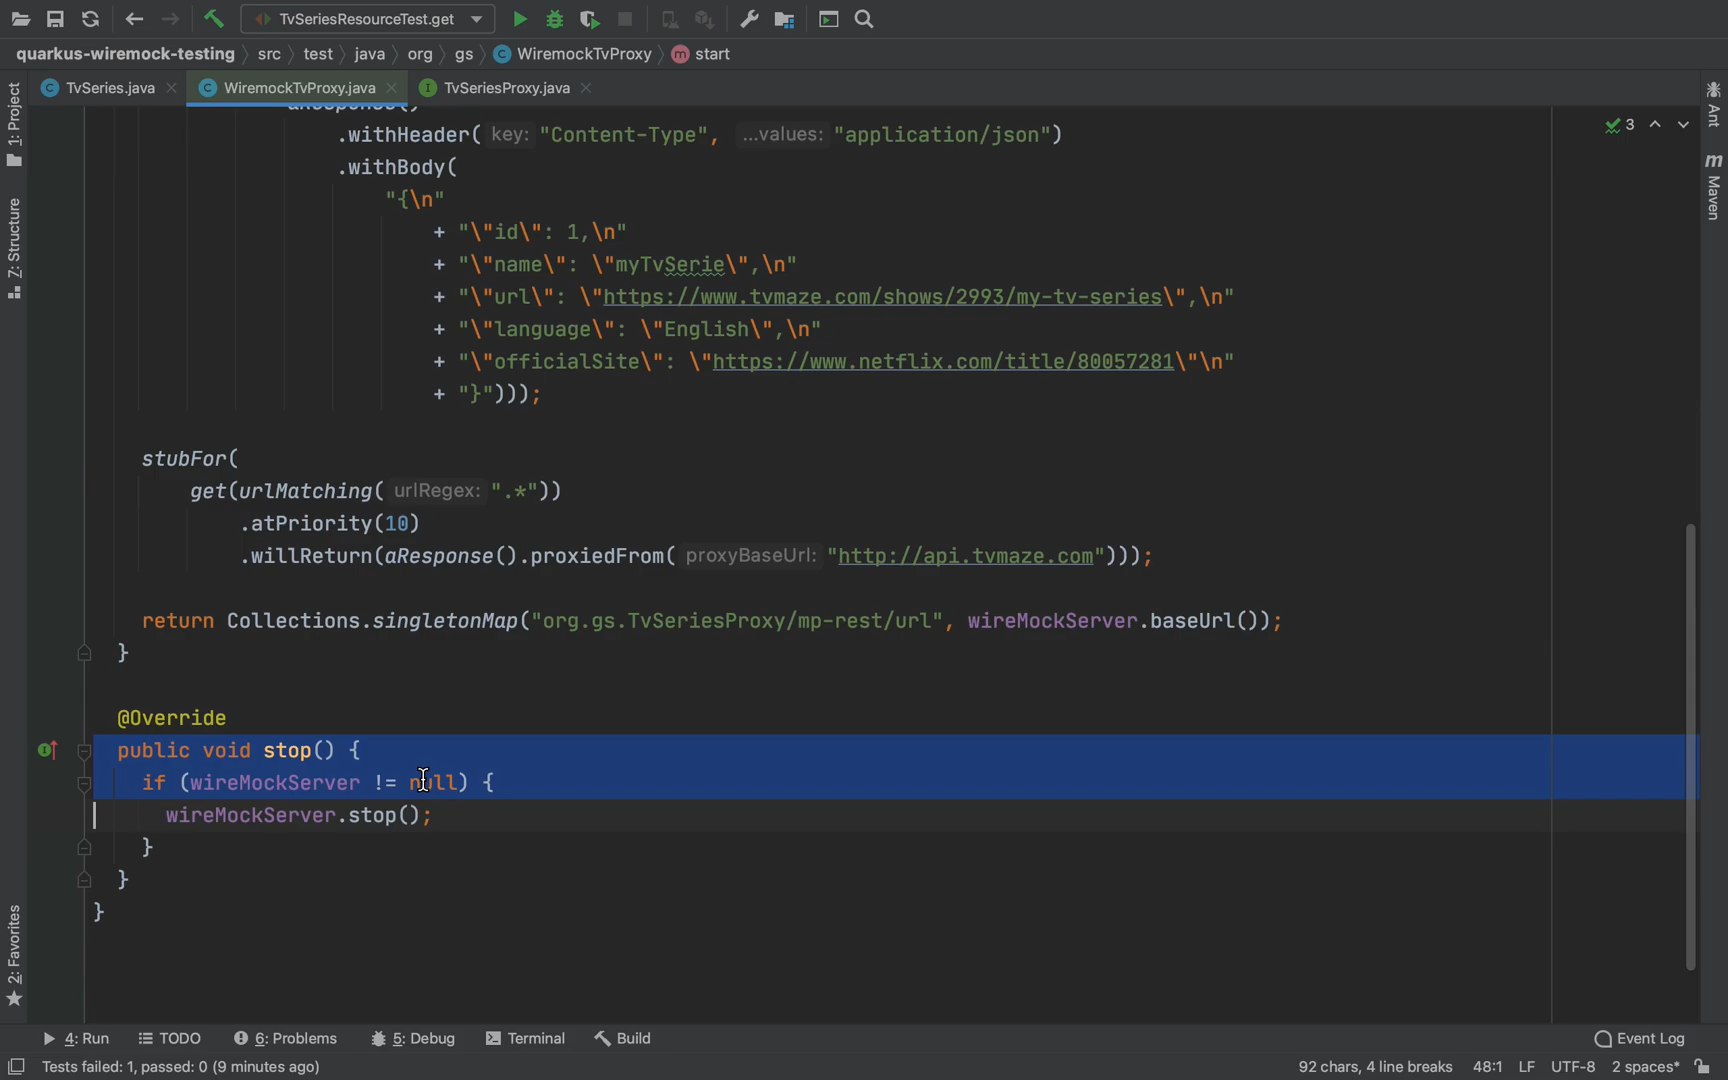 TvSeriesResourceTest.get
quarkus-wiremock-testing src test java org gs WiremockTvProxy start
TvSeries.java WiremockTvProxy.java TvSeriesProxy.java
.withHeader( key: "Content-Type", ...values: "application/json")
.withBody(
"{\n"
+ "\"id\": 1,\n"
+ "\"name\": \"myTvSerie\",\n"
+ "\"url\": \"https://www.tvmaze.com/shows/2993/my-tv-series\",\n"
+ "\"language\": \"English\",\n"
+ "\"officialSite\": \"https://www.netflix.com/title/80057281\"\n"
+ "}")));
stubFor(
get(urlMatching( urlRegex: ".*"))
.atPriority(10)
.willReturn(aResponse().proxiedFrom( proxyBaseUrl: "http://api.tvmaze.com")));
return Collections.singletonMap("org.gs.TvSeriesProxy/mp-rest/url", wireMockServer.baseUrl());
}
@Override
public void stop() {
if (wireMockServer != null) {
wireMockServer.stop();
}
}
}
1: Project
7: Structure
2: Favorites
3
Ant
m Maven
4: Run TODO 6: Problems 5: Debug Terminal Build Event Log
Tests failed: 1, passed: 0 (9 minutes ago) 92 chars, 4 line breaks 48:1 LF UTF-8 2 spaces*